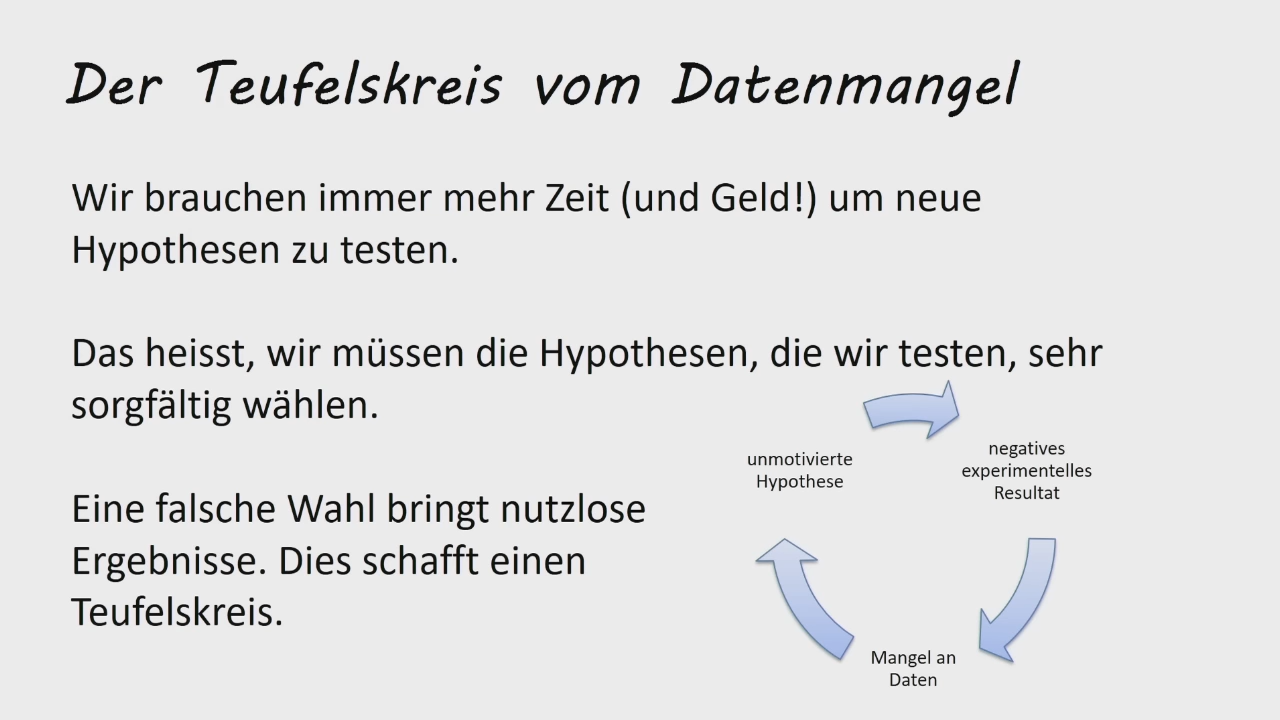 Der Teufelskreis vom Datenmangel
Wir brauchen immer mehr Zeit (und Geld!) um neue
Hypothesen zu testen.
Das heisst, wir müssen die Hypothesen, die wir testen, sehr
sorgfältig wählen.
Eine falsche Wahl bringt nutzlose
Ergebnisse. Dies schafft einen
Teufelskreis.
unmotivierte
Hypothese
negatives
experimentelles
Resultat
Mangel an
Daten